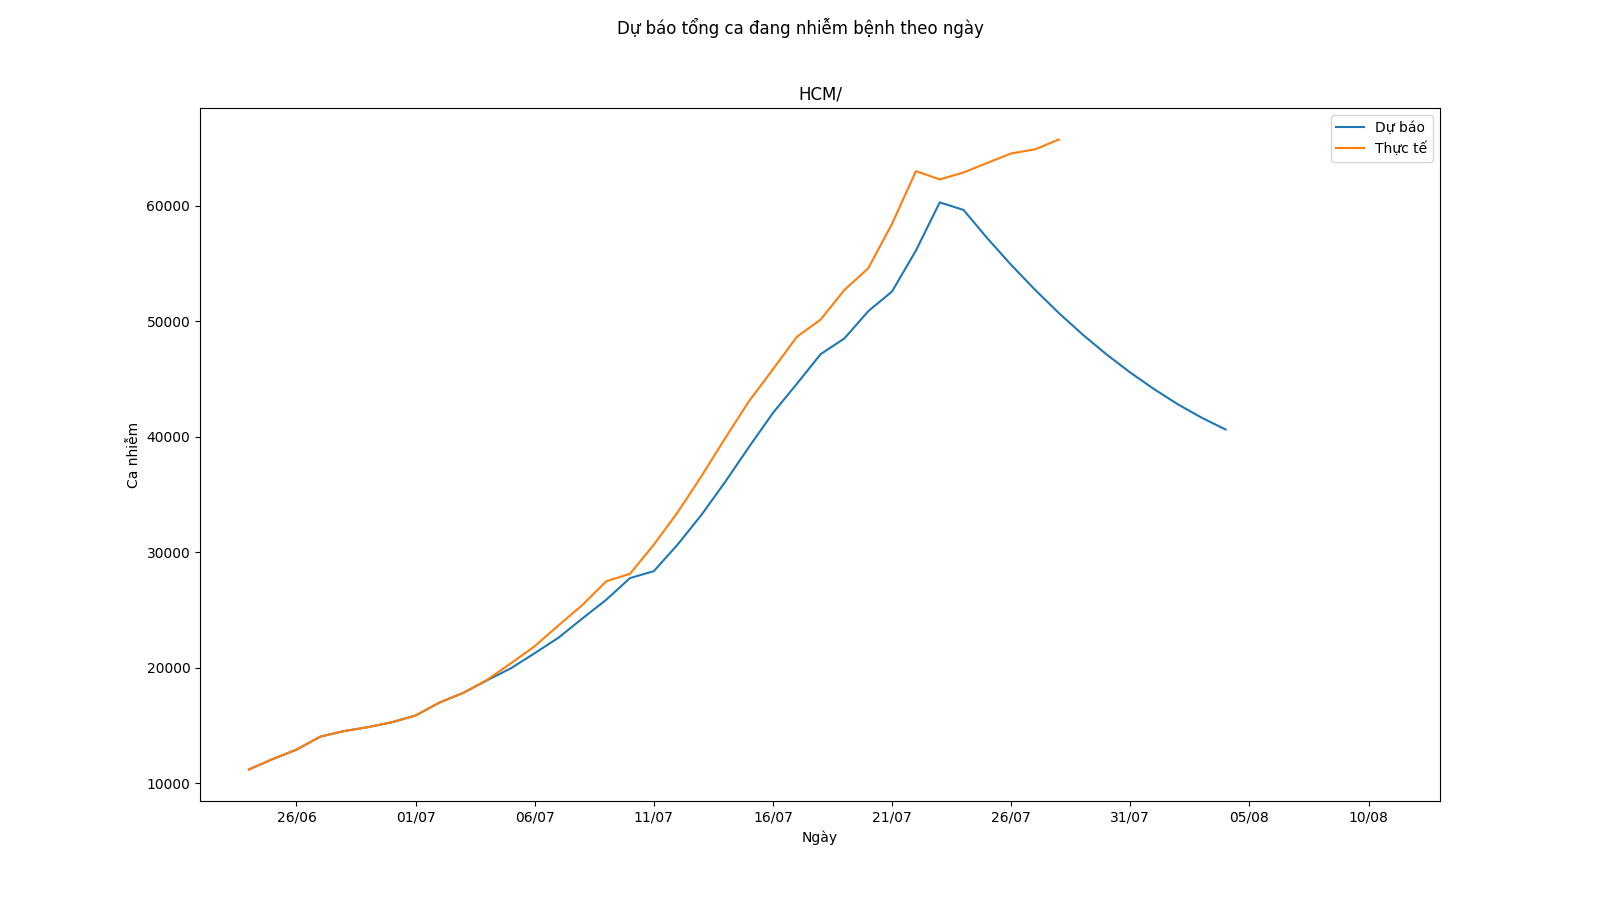 Dự báo tổng ca đang nhiễm bệnh theo ngày
HCM/
Dự báo
Thực tế
60000
50000
40000
30000
20000
10000
Ca nhiễm
26/06
01/07
06/07
11/07
16/07
21/07
26/07
31/07
05/08
10/08
Ngày